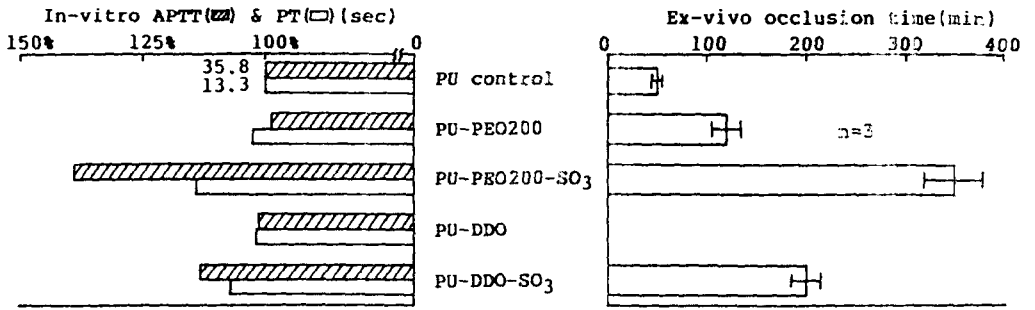 In-vitro APTT(▨) & PT(▭)(sec)
Ex-vivo occlusion time(min)
150% 125% 100% 0
0 100 200 300 400
35.8
13.3
PU control
PU-PEO200
n=3
PU-PEO200-SO3
PU-DDO
PU-DDO-SO3